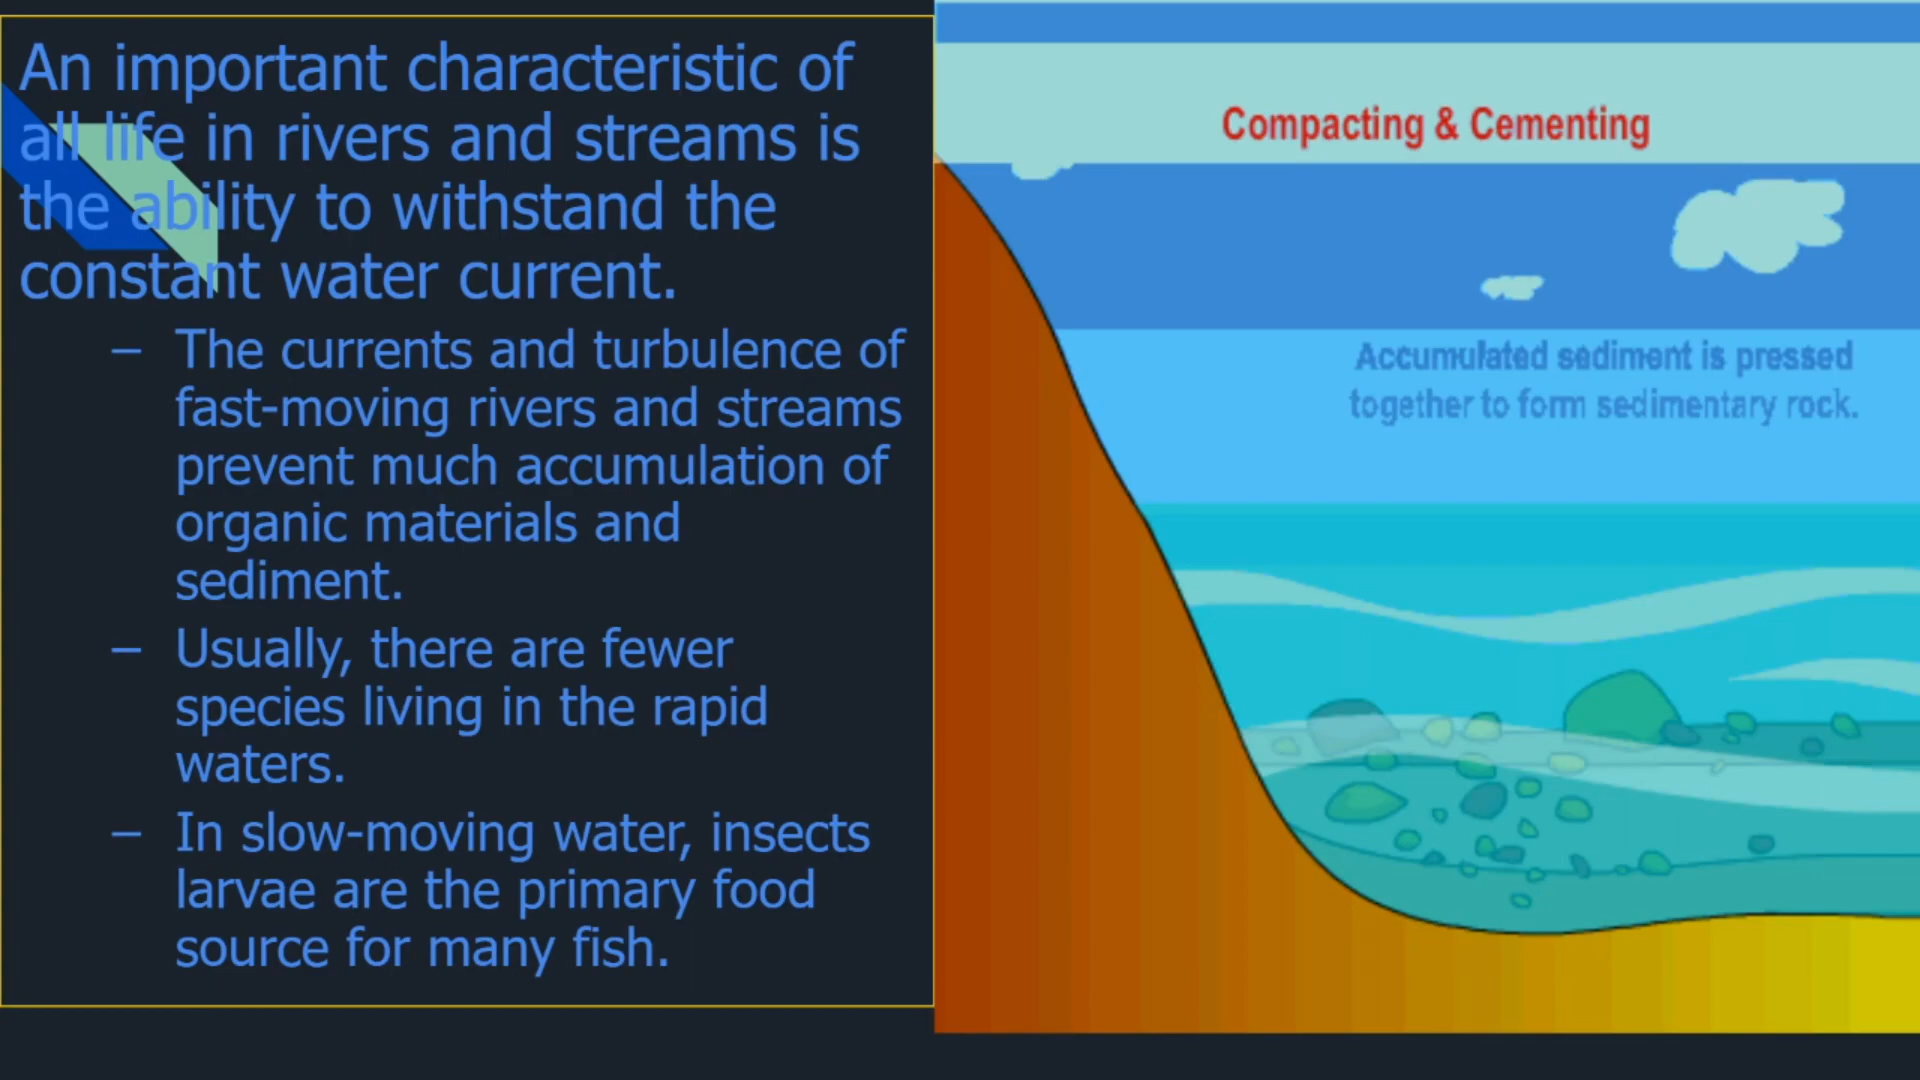 An important characteristic of
all life in rivers and streams is
the ability to withstand the
constant water current.
– The currents and turbulence of
fast-moving rivers and streams
prevent much accumulation of
organic materials and
sediment.
– Usually, there are fewer
species living in the rapid
waters.
– In slow-moving water, insects
larvae are the primary food
source for many fish.
Compacting & Cementing
Accumulated sediment is pressed
together to form sedimentary rock.